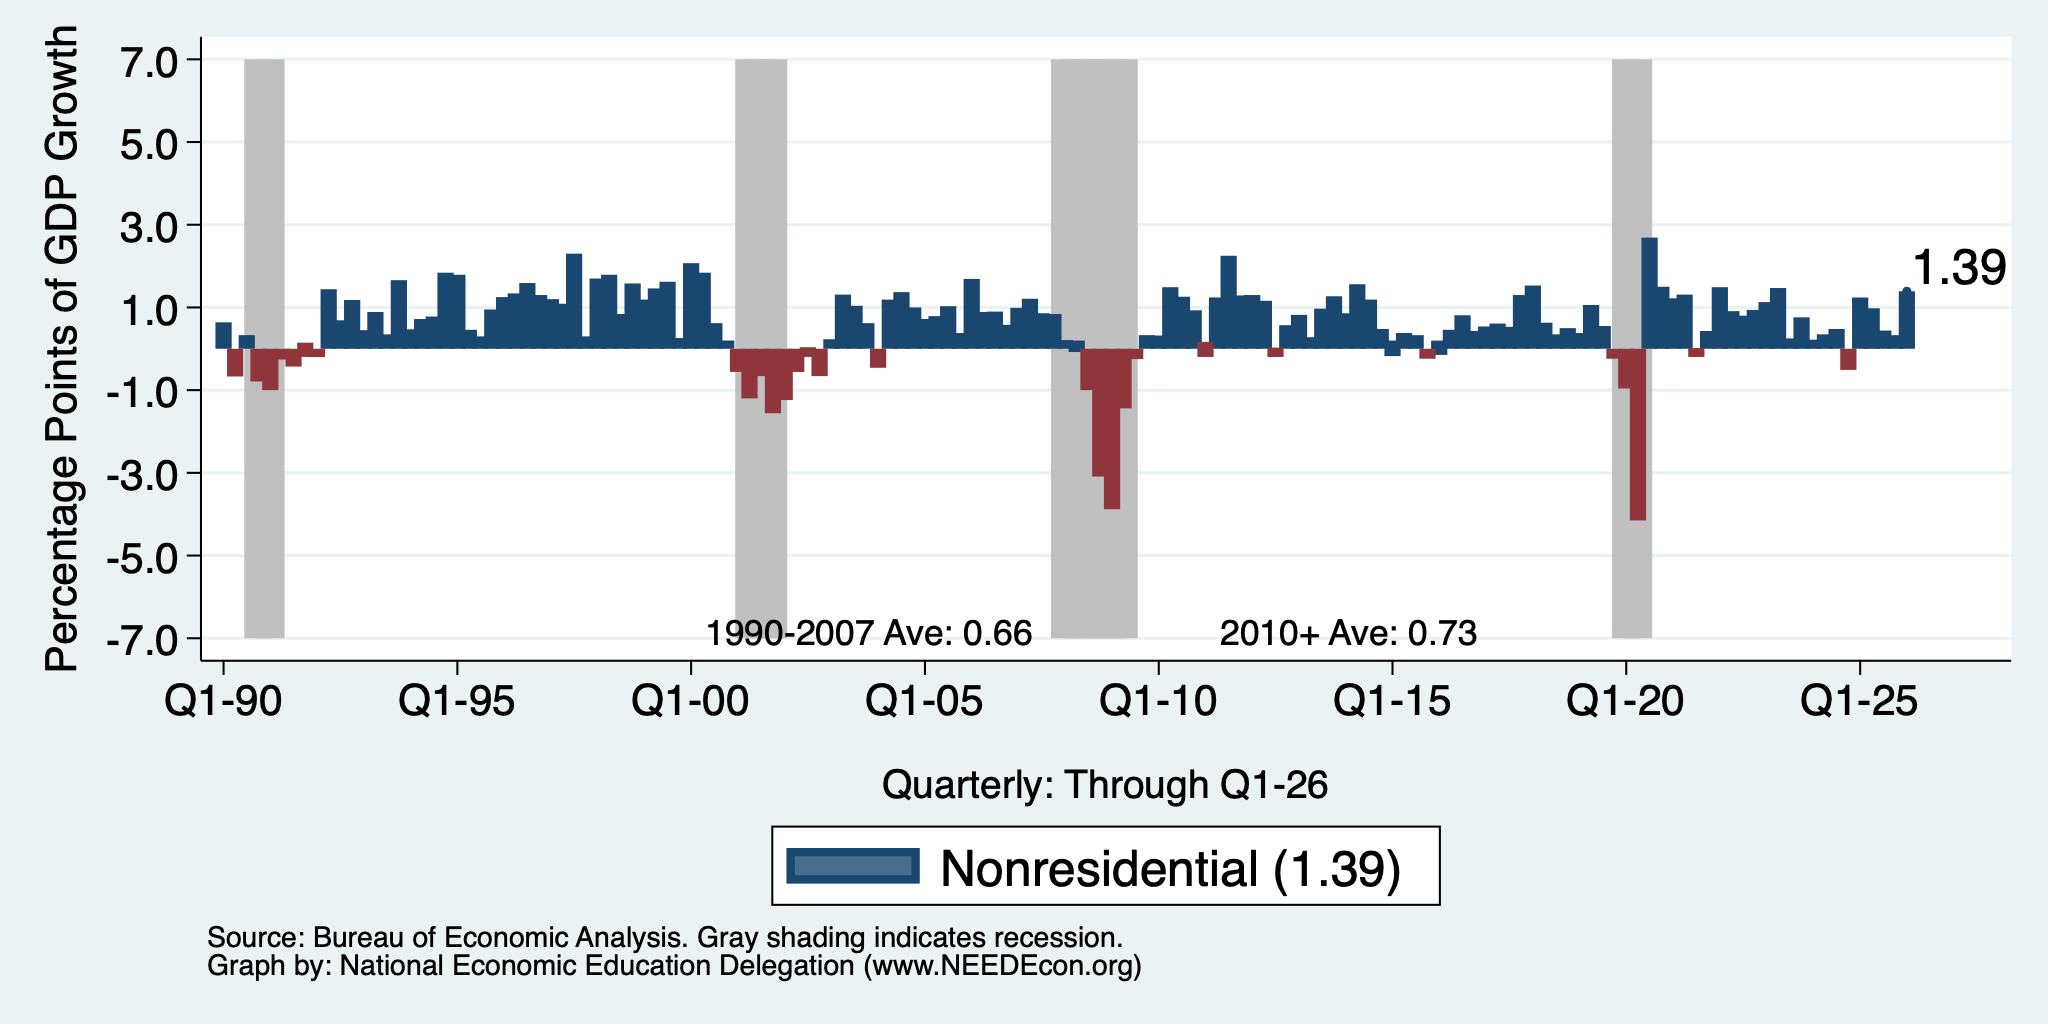 Percentage Points of GDP Growth
7.0
5.0
3.0
1.0
-1.0
-3.0
-5.0
-7.0
1.39
1990-2007 Ave: 0.66
2010+ Ave: 0.73
Q1-90
Q1-95
Q1-00
Q1-05
Q1-10
Q1-15
Q1-20
Q1-25
Quarterly: Through Q1-26
Nonresidential (1.39)
Source: Bureau of Economic Analysis. Gray shading indicates recession.
Graph by: National Economic Education Delegation (www.NEEDEcon.org)